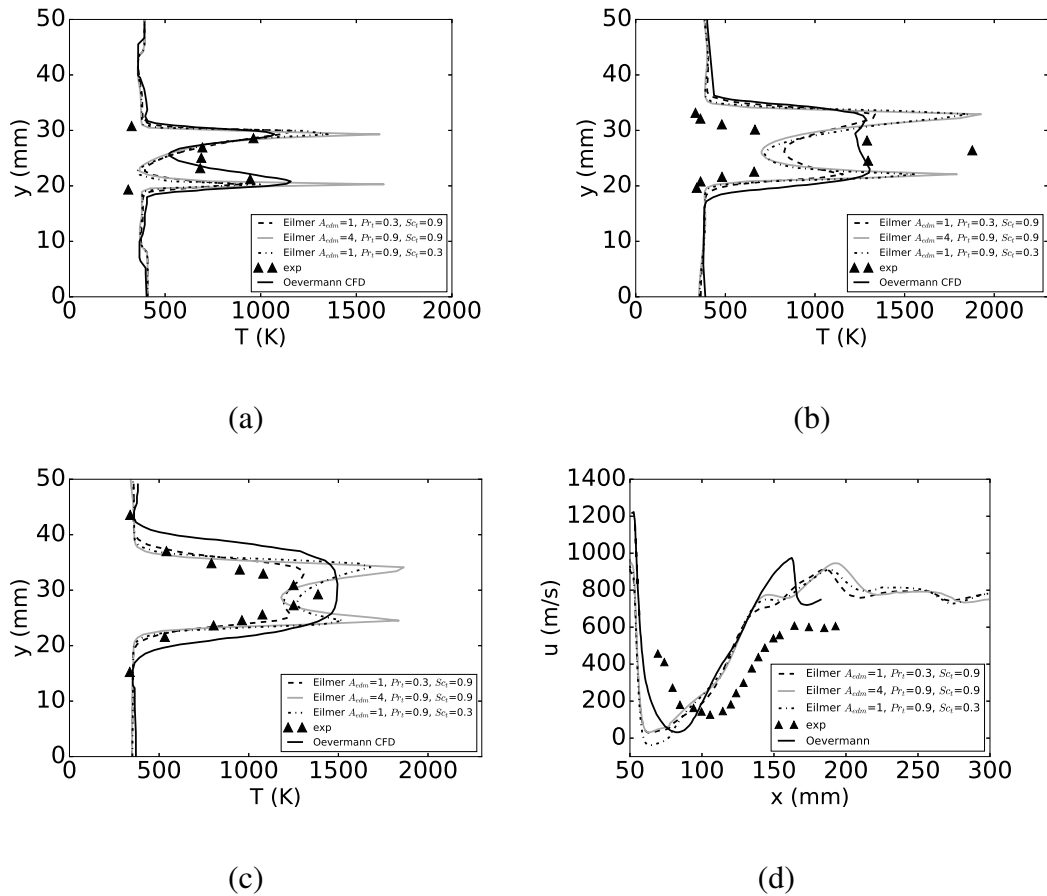 50
40
30
20
10
0
y (mm)
0 500 1000 1500 2000
T (K)
Eilmer A_edm=1, Pr_t=0.3, Sc_t=0.9
Eilmer A_edm=4, Pr_t=0.9, Sc_t=0.9
Eilmer A_edm=1, Pr_t=0.9, Sc_t=0.3
exp
Oevermann CFD
(a)
50
40
30
20
10
0
y (mm)
0 500 1000 1500 2000
T (K)
Eilmer A_edm=1, Pr_t=0.3, Sc_t=0.9
Eilmer A_edm=4, Pr_t=0.9, Sc_t=0.9
Eilmer A_edm=1, Pr_t=0.9, Sc_t=0.3
exp
Oevermann CFD
(b)
50
40
30
20
10
0
y (mm)
0 500 1000 1500 2000
T (K)
Eilmer A_edm=1, Pr_t=0.3, Sc_t=0.9
Eilmer A_edm=4, Pr_t=0.9, Sc_t=0.9
Eilmer A_edm=1, Pr_t=0.9, Sc_t=0.3
exp
Oevermann CFD
(c)
1400
1200
1000
800
600
400
200
0
u (m/s)
50 100 150 200 250 300
x (mm)
Eilmer A_edm=1, Pr_t=0.3, Sc_t=0.9
Eilmer A_edm=4, Pr_t=0.9, Sc_t=0.9
Eilmer A_edm=1, Pr_t=0.9, Sc_t=0.3
exp
Oevermann
(d)